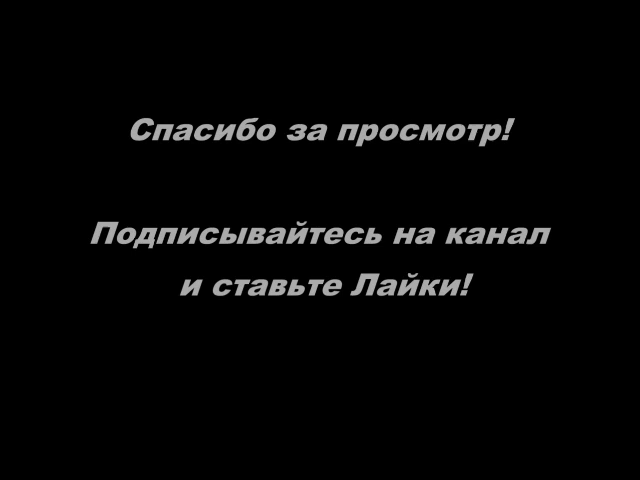 Спасибо за просмотр!
Подписывайтесь на канал
и ставьте Лайки!